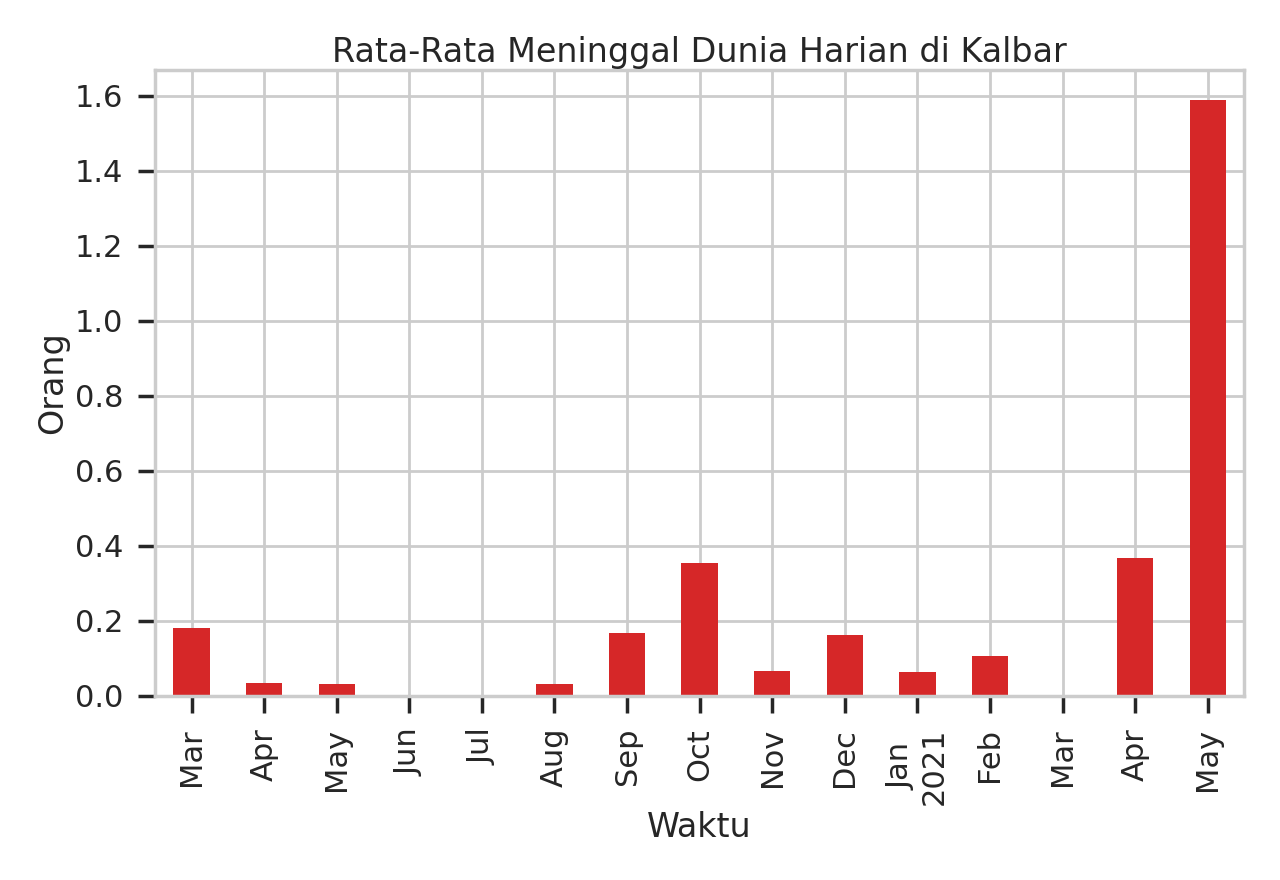 Rata-Rata Meninggal Dunia Harian di Kalbar
1.6
1.4
1.2
1.0
0.8
0.6
0.4
0.2
0.0
Orang
Mar
Apr
May
Jun
Jul
Aug
Sep
Oct
Nov
Dec
Jan
2021
Feb
Mar
Apr
May
Waktu